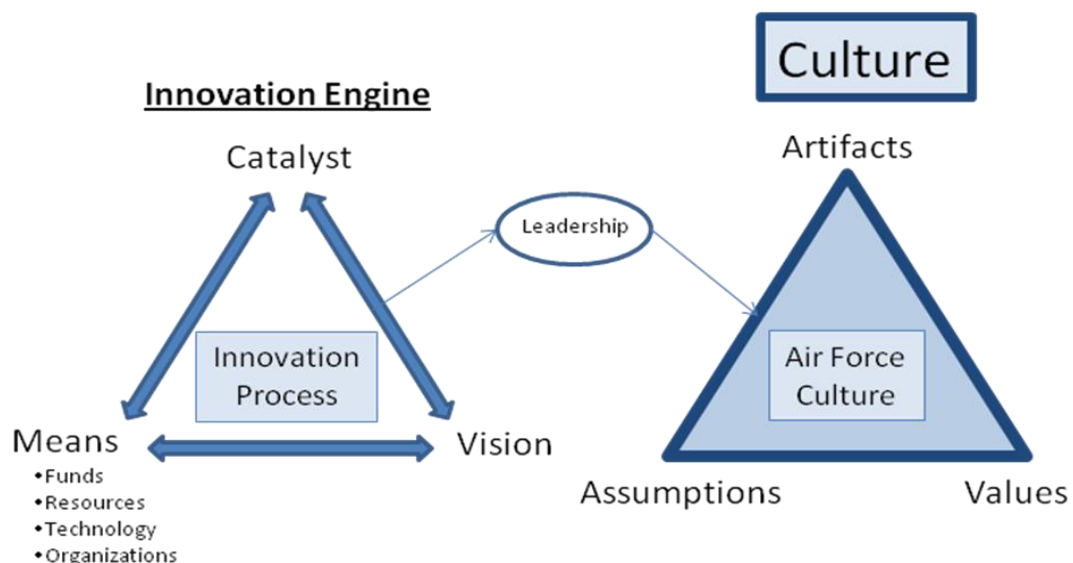 Innovation Engine
Catalyst
Innovation
Process
Means
•Funds
•Resources
•Technology
•Organizations
Vision
Leadership
Culture
Artifacts
Air Force
Culture
Assumptions
Values